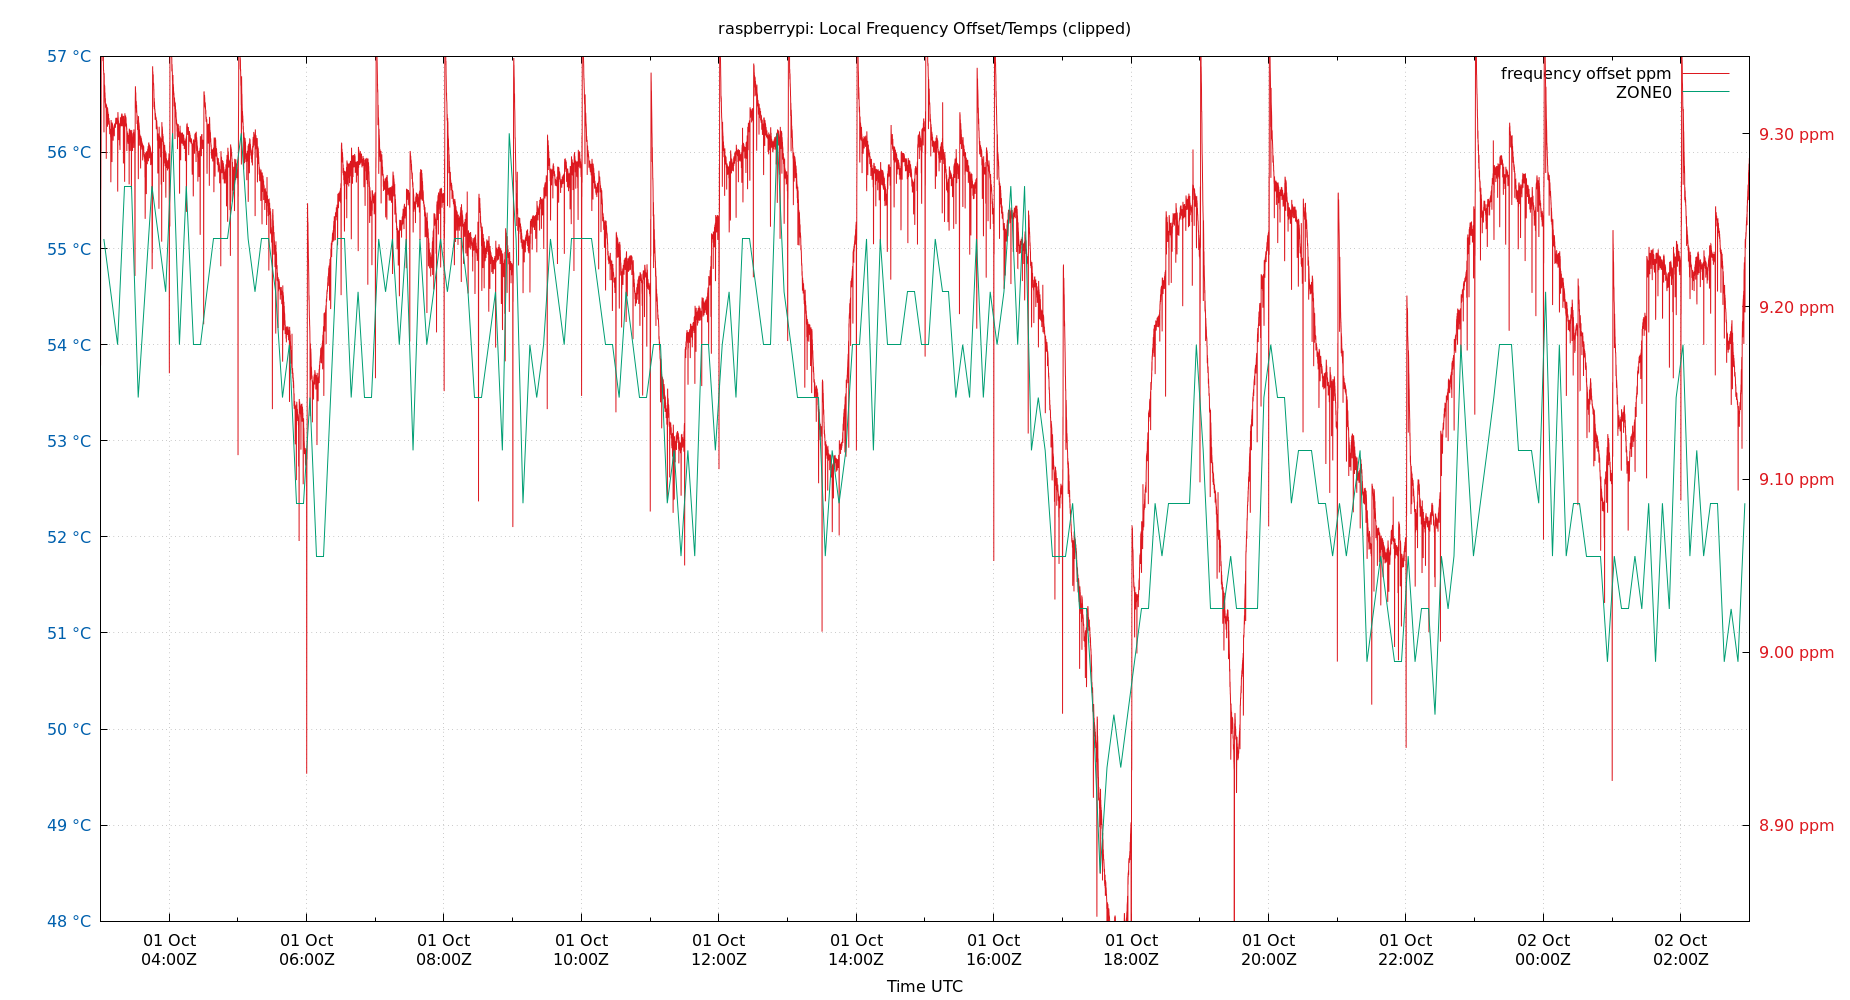 raspberrypi: Local Frequency Offset/Temps (clipped)
frequency offset ppm
ZONE0
57 °C
56 °C
55 °C
54 °C
53 °C
52 °C
51 °C
50 °C
49 °C
48 °C
9.30 ppm
9.20 ppm
9.10 ppm
9.00 ppm
8.90 ppm
01 Oct 01 Oct 01 Oct 01 Oct 01 Oct 01 Oct 01 Oct 01 Oct 01 Oct 01 Oct 02 Oct 02 Oct
04:00Z 06:00Z 08:00Z 10:00Z 12:00Z 14:00Z 16:00Z 18:00Z 20:00Z 22:00Z 00:00Z 02:00Z
Time UTC